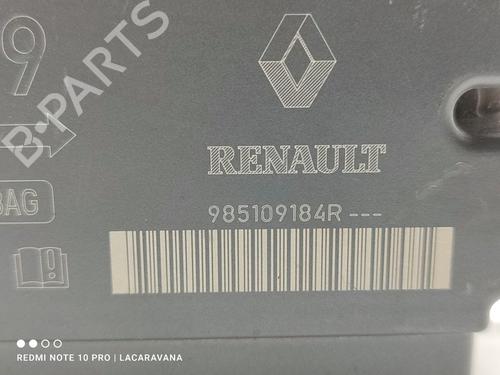 9
B-PARTS
RENAULT
BAG
985109184R ---
REDMI NOTE 10 PRO | LACARAVANA